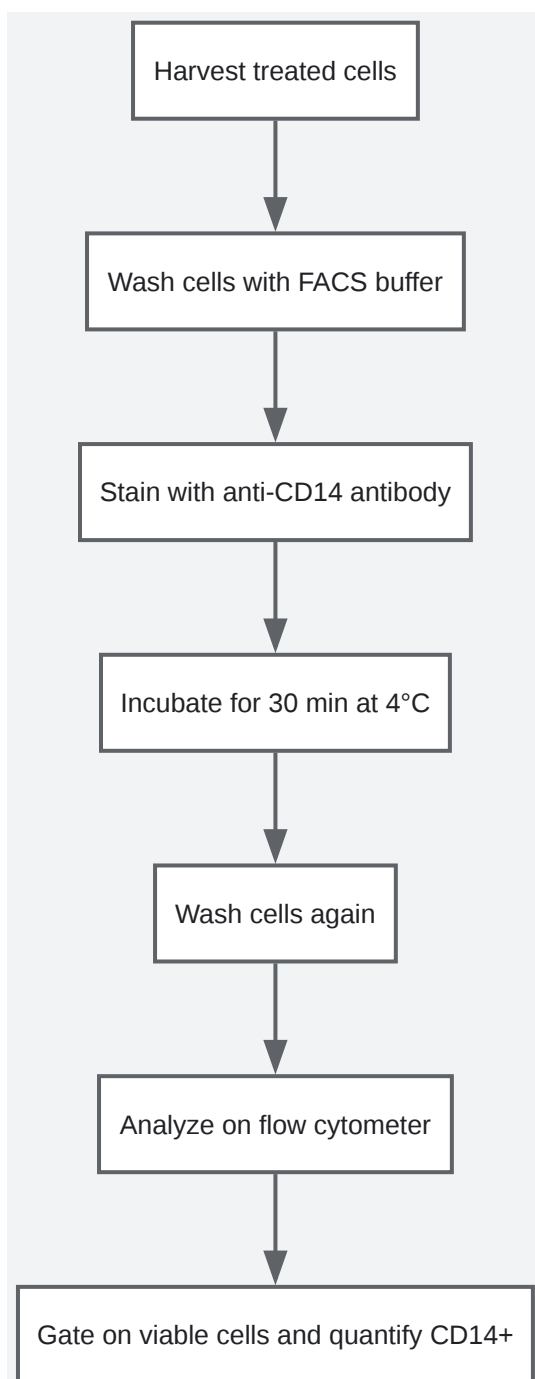 Harvest treated cells
Wash cells with FACS buffer
Stain with anti-CD14 antibody
Incubate for 30 min at 4°C
Wash cells again
Analyze on flow cytometer
Gate on viable cells and quantify CD14+